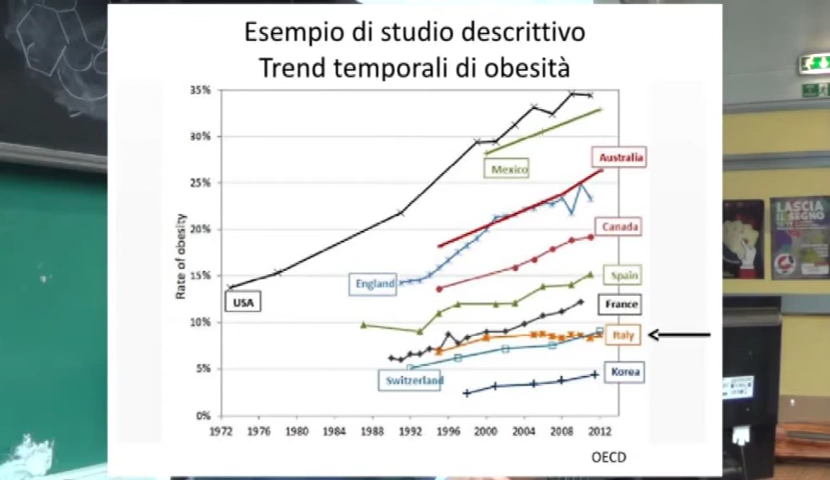 Esempio di studio descrittivo
Trend temporali di obesità
35%
30%
25%
20%
15%
10%
5%
0%
Rate of obesity
USA
Mexico
Australia
England
Canada
Spain
France
Italy
Switzerland
Korea
1972 1976 1980 1984 1988 1992 1996 2000 2004 2008 2012
OECD
LASCIA
IL SEGNO